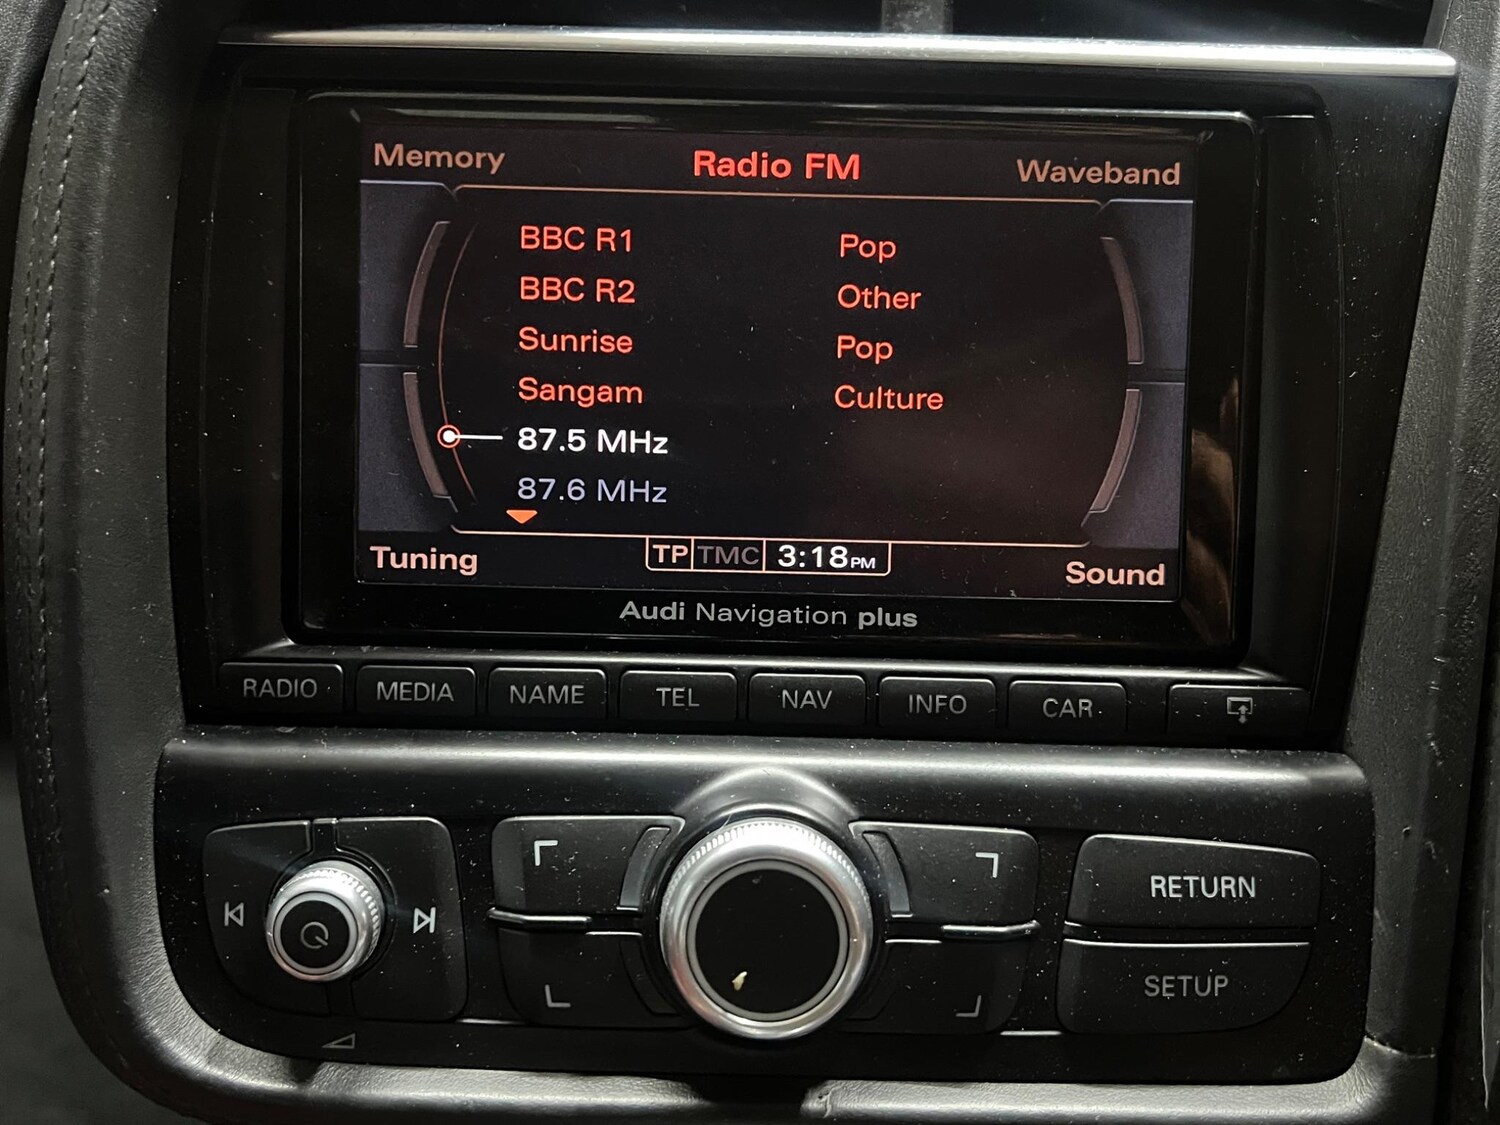 Memory Radio FM Waveband
BBC R1 Pop
BBC R2 Other
Sunrise Pop
Sangam Culture
87.5 MHz
87.6 MHz
Tuning TP TMC 3:18PM Sound
Audi Navigation plus
RADIO MEDIA NAME TEL NAV INFO CAR
RETURN
SETUP